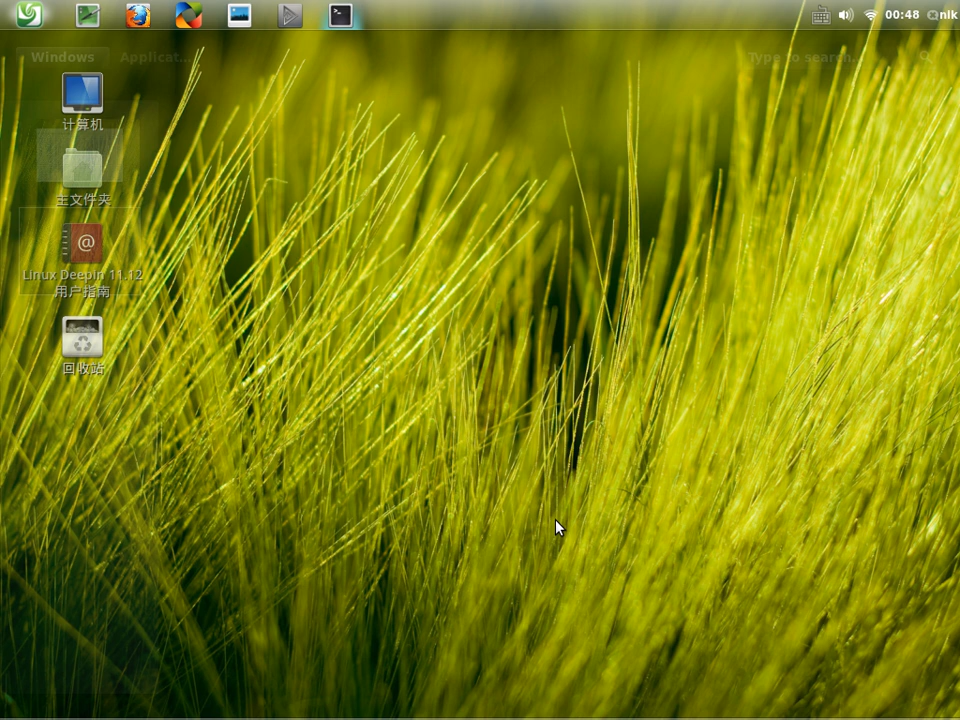 00:48 nik
Windows Applicat...
Type to search...
计算机
主文件夹
Linux Deepin 11.12
用户指南
回收站